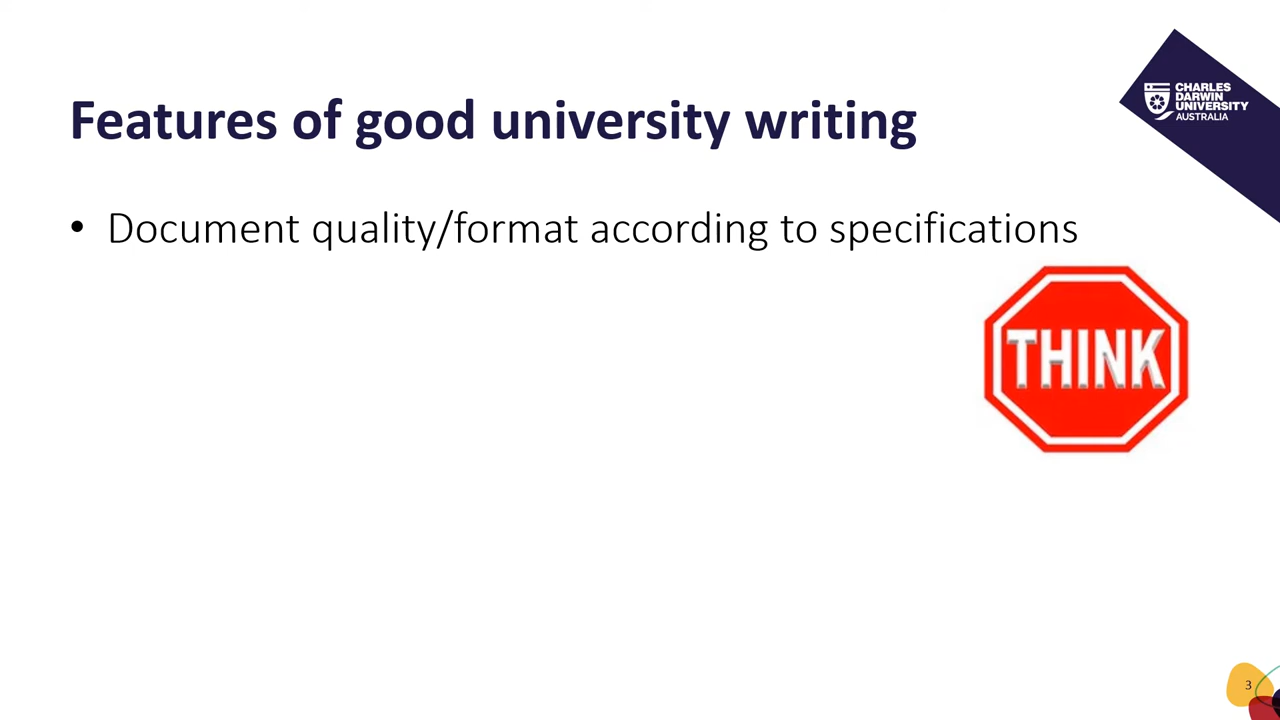 Features of good university writing
CHARLES
DARWIN
UNIVERSITY
AUSTRALIA
• Document quality/format according to specifications
THINK
3